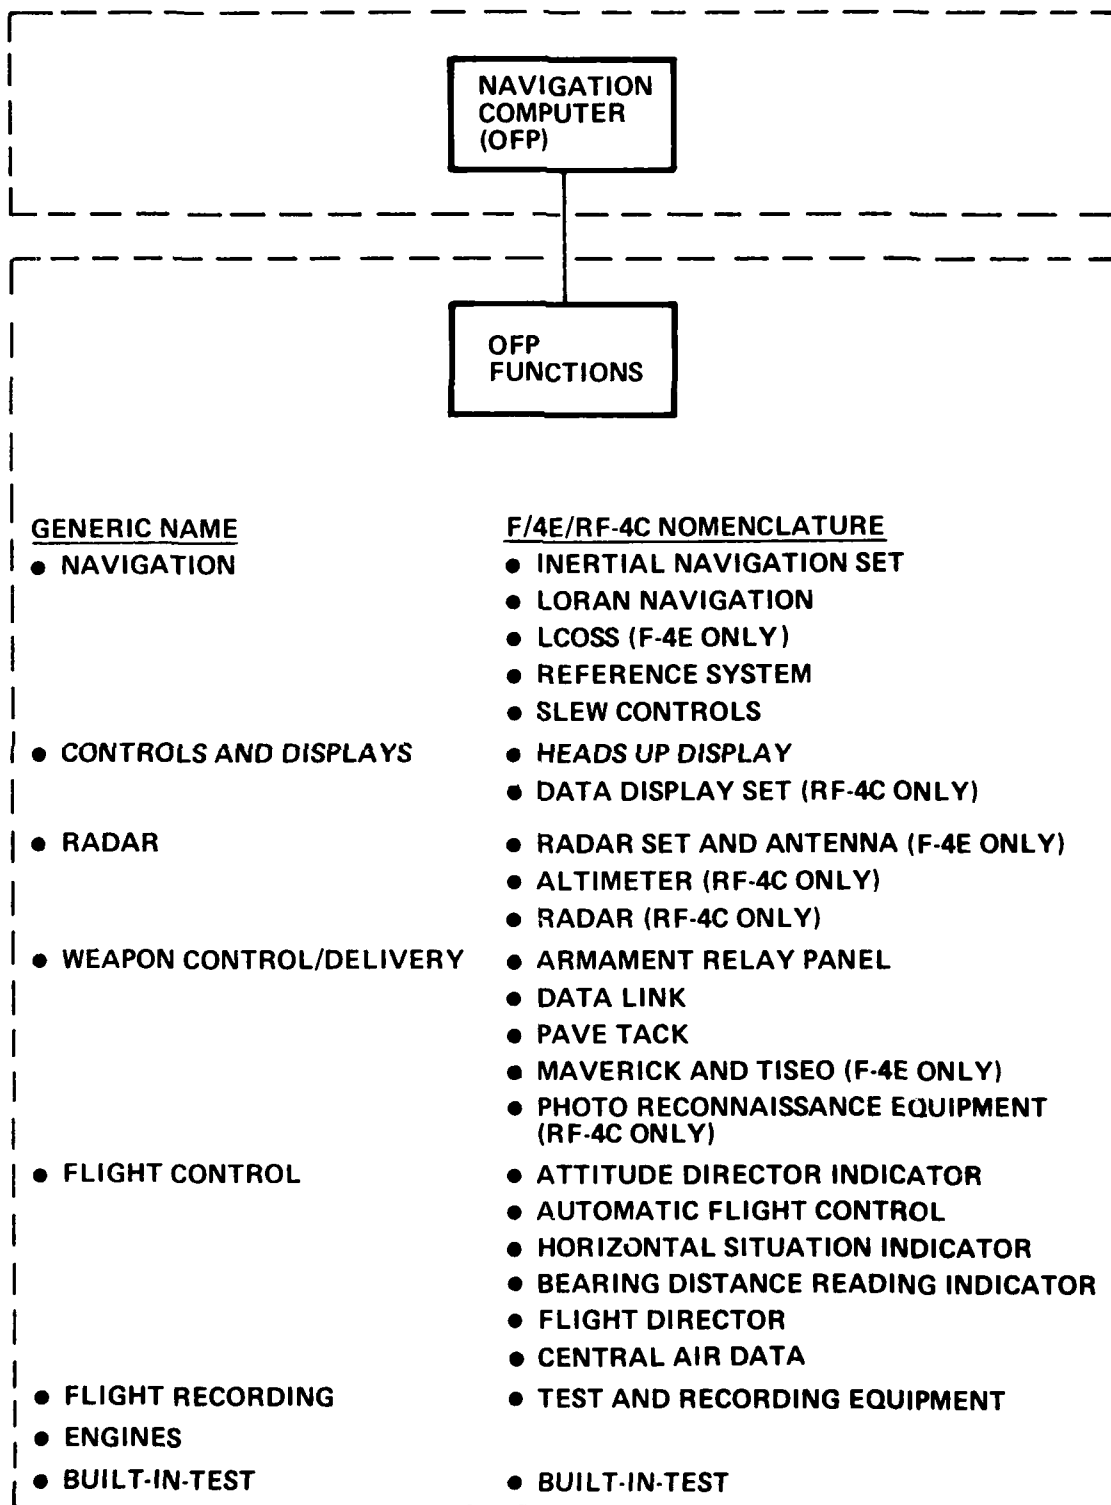 NAVIGATION
COMPUTER
(OFP)
OFP
FUNCTIONS
GENERIC NAME F/4E/RF-4C NOMENCLATURE
● NAVIGATION ● INERTIAL NAVIGATION SET
● LORAN NAVIGATION
● LCOSS (F-4E ONLY)
● REFERENCE SYSTEM
● SLEW CONTROLS
● CONTROLS AND DISPLAYS ● HEADS UP DISPLAY
● DATA DISPLAY SET (RF-4C ONLY)
● RADAR ● RADAR SET AND ANTENNA (F-4E ONLY)
● ALTIMETER (RF-4C ONLY)
● RADAR (RF-4C ONLY)
● WEAPON CONTROL/DELIVERY ● ARMAMENT RELAY PANEL
● DATA LINK
● PAVE TACK
● MAVERICK AND TISEO (F-4E ONLY)
● PHOTO RECONNAISSANCE EQUIPMENT
(RF-4C ONLY)
● FLIGHT CONTROL ● ATTITUDE DIRECTOR INDICATOR
● AUTOMATIC FLIGHT CONTROL
● HORIZONTAL SITUATION INDICATOR
● BEARING DISTANCE READING INDICATOR
● FLIGHT DIRECTOR
● CENTRAL AIR DATA
● FLIGHT RECORDING ● TEST AND RECORDING EQUIPMENT
● ENGINES
● BUILT-IN-TEST ● BUILT-IN-TEST